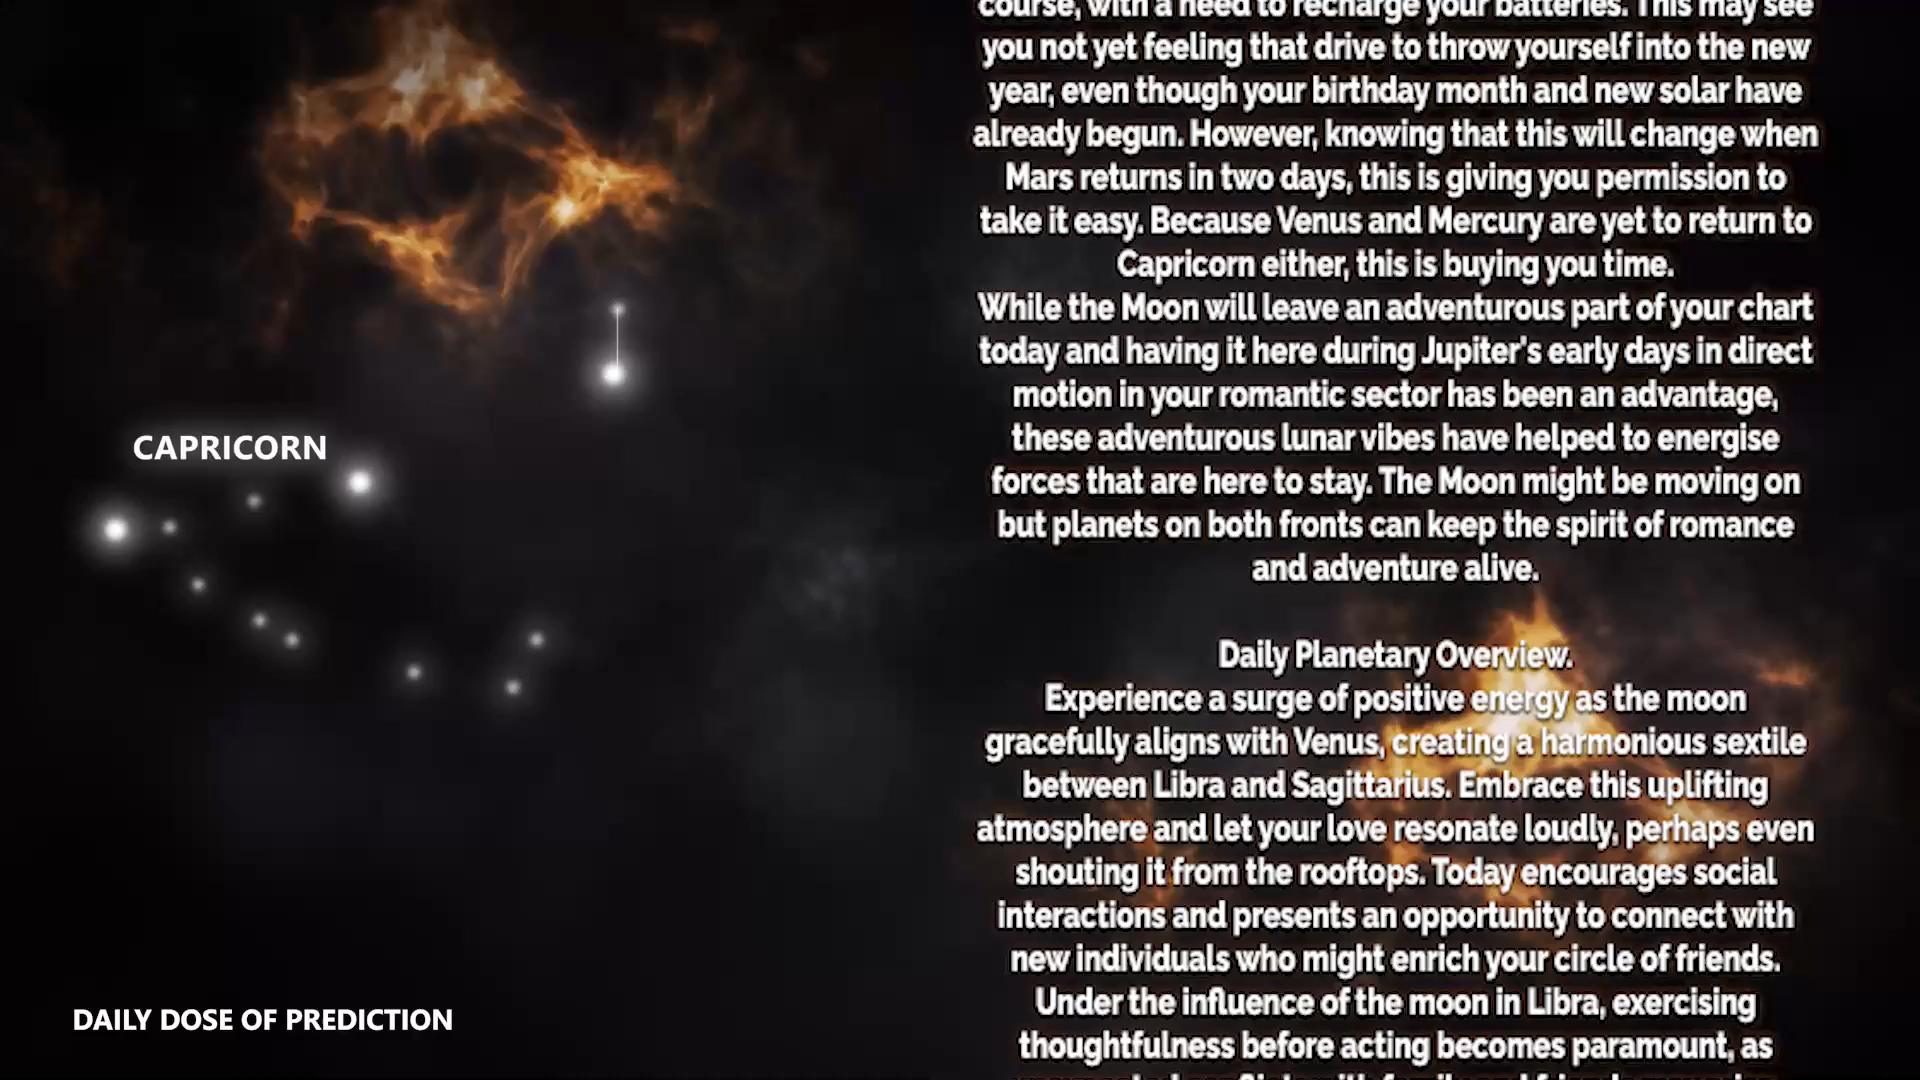 course, with a need to recharge your batteries. This may see
you not yet feeling that drive to throw yourself into the new
year, even though your birthday month and new solar have
already begun. However, knowing that this will change when
Mars returns in two days, this is giving you permission to
take it easy. Because Venus and Mercury are yet to return to
Capricorn either, this is buying you time.
While the Moon will leave an adventurous part of your chart
today and having it here during Jupiter's early days in direct
motion in your romantic sector has been an advantage,
these adventurous lunar vibes have helped to energise
forces that are here to stay. The Moon might be moving on
but planets on both fronts can keep the spirit of romance
and adventure alive.
Daily Planetary Overview.
Experience a surge of positive energy as the moon
gracefully aligns with Venus, creating a harmonious sextile
between Libra and Sagittarius. Embrace this uplifting
atmosphere and let your love resonate loudly, perhaps even
shouting it from the rooftops. Today encourages social
interactions and presents an opportunity to connect with
new individuals who might enrich your circle of friends.
Under the influence of the moon in Libra, exercising
thoughtfulness before acting becomes paramount, as
CAPRICORN
DAILY DOSE OF PREDICTION